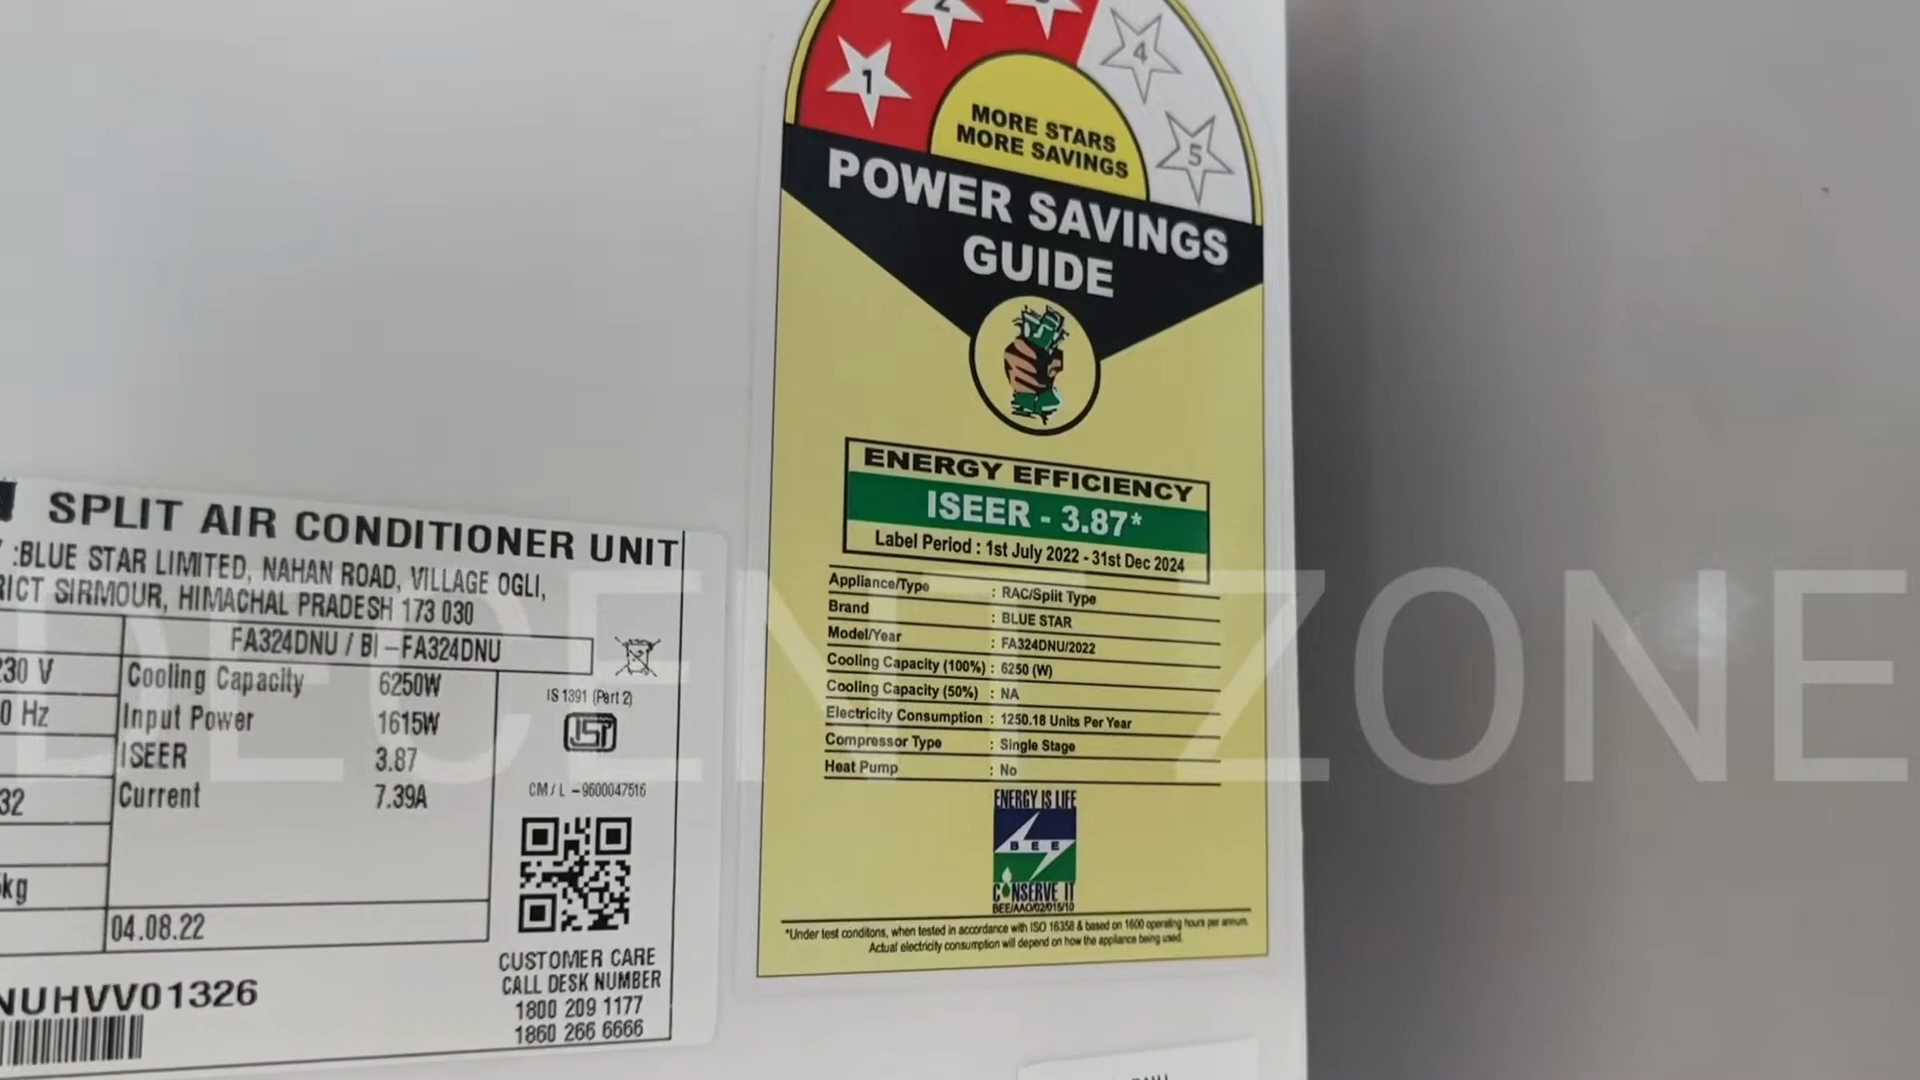 1
2
4
5
MORE STARS
MORE SAVINGS
POWER SAVINGS
GUIDE
ENERGY EFFICIENCY
ISEER - 3.87*
Label Period : 1st July 2022 - 31st Dec 2024
Appliance/Type : RAC/Split Type
Brand : BLUE STAR
Model/Year : FA324DNU/2022
Cooling Capacity (100%) : 6250 (W)
Cooling Capacity (50%) : NA
Electricity Consumption : 1250.18 Units Per Year
Compressor Type : Single Stage
Heat Pump : No
ENERGY IS LIFE
BEE
CONSERVE IT
BEE/AAO/02/015/10
*Under test conditons, when tested in accordance with ISO 16358 & based on 1600 operating hours per annum.
Actual electricity consumption will depend on how the appliance being used.
SPLIT AIR CONDITIONER UNIT
:BLUE STAR LIMITED, NAHAN ROAD, VILLAGE OGLI,
RICT SIRMOUR, HIMACHAL PRADESH 173 030
FA324DNU / BI-FA324DNU
30 V Cooling Capacity 6250W
0 Hz Input Power 1615W
ISEER 3.87
32 Current 7.39A
kg
04.08.22
IS 1391 (Part 2)
ISI
CM / L -9600047516
CUSTOMER CARE
CALL DESK NUMBER
1800 209 1177
1860 266 6666
NUHVV01326
DECENT ZONE